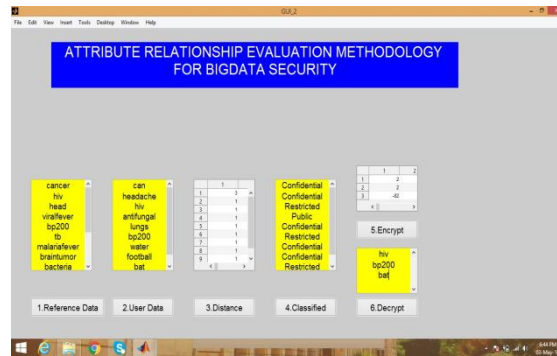 GUI_2
File Edit View Insert Tools Desktop Window Help
ATTRIBUTE RELATIONSHIP EVALUATION METHODOLOGY
FOR BIGDATA SECURITY
cancer
hiv
head
viralfever
bp200
tb
malariafever
braintumor
bacteria
can
headache
hiv
antifungal
lungs
bp200
water
football
bat
1
1 3
2 1
3 1
4 1
5 1
6 1
7 1
8 1
9 1
Confidential
Confidential
Restricted
Public
Confidential
Restricted
Confidential
Confidential
Restricted
1 2
1 2
2 2
3 -42
5.Encrypt
hiv
bp200
bat
1.Reference Data
2.User Data
3.Distance
4.Classified
6.Decrypt